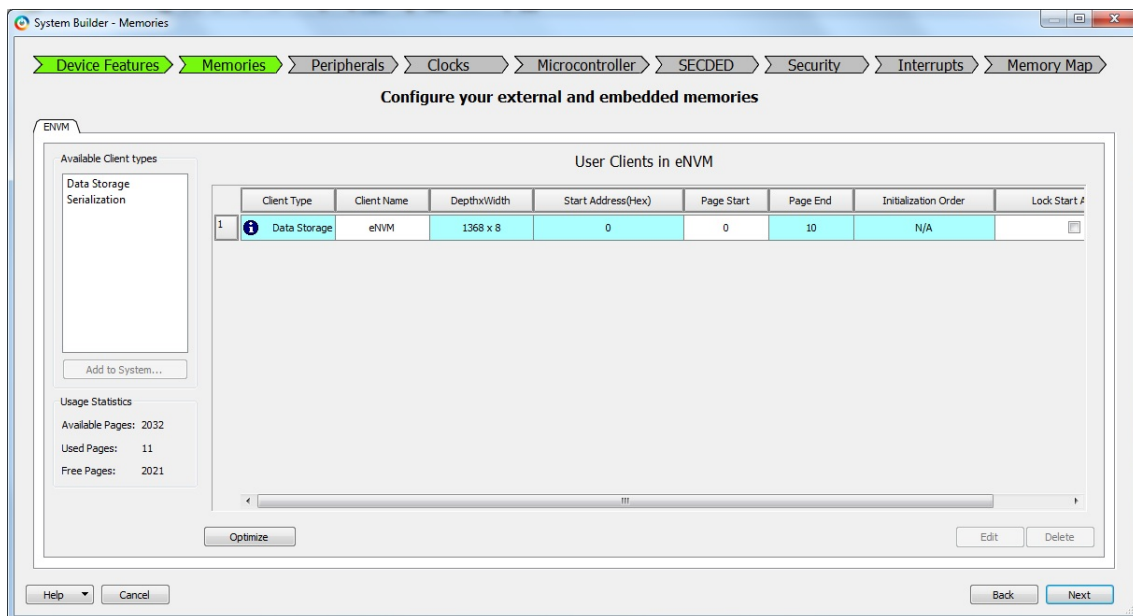 System Builder - Memories
Device Features Memories Peripherals Clocks Microcontroller SECDED Security Interrupts Memory Map
Configure your external and embedded memories
ENVM
Available Client types
Data Storage
Serialization
Add to System...
Usage Statistics
Available Pages: 2032
Used Pages: 11
Free Pages: 2021
User Clients in eNVM
Client Type Client Name DepthxWidth Start Address(Hex) Page Start Page End Initialization Order Lock Start A
1 Data Storage eNVM 1368 x 8 0 0 10 N/A
Optimize Edit Delete
Help Cancel Back Next